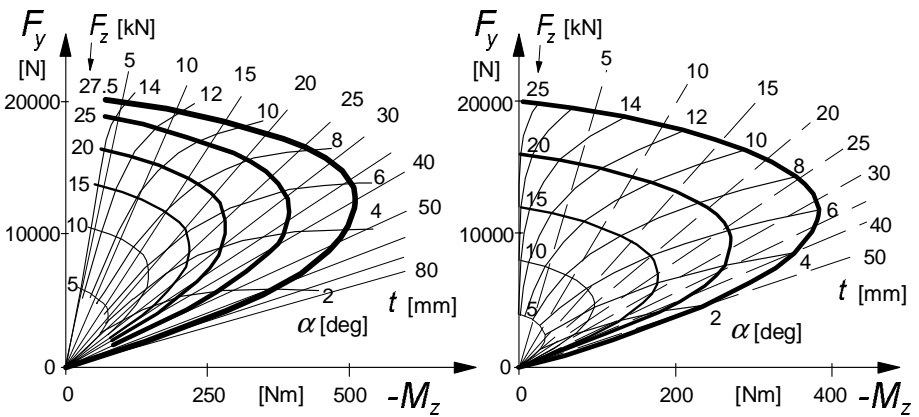 F_y F_z [kN]
[N]
5 10 15 20 25 30 40 50 80
27.5 25 20 15 10 5
14 12 10 8 6 4 2
20000
10000
0
t [mm]
α [deg]
0 250 [Nm] 500 -M_z
F_y F_z [kN]
[N]
5 10 15 20 25 30 40 50
25 20 15 10 5
14 12 10 8 6 4 2
20000
10000
0
t [mm]
α [deg]
0 200 [Nm] 400 -M_z